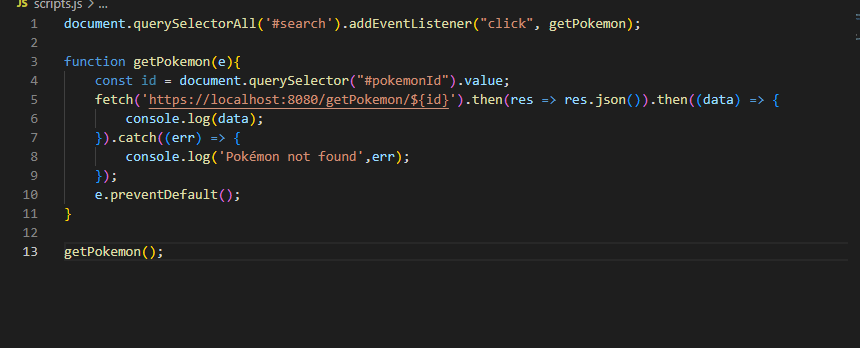 JS scripts.js > ...
1 document.querySelectorAll('#search').addEventListener("click", getPokemon);
2
3 function getPokemon(e){
4     const id = document.querySelector("#pokemonId").value;
5     fetch('https://localhost:8080/getPokemon/${id}').then(res => res.json()).then((data) => {
6         console.log(data);
7     }).catch((err) => {
8         console.log('Pokémon not found',err);
9     });
10     e.preventDefault();
11 }
12
13 getPokemon();